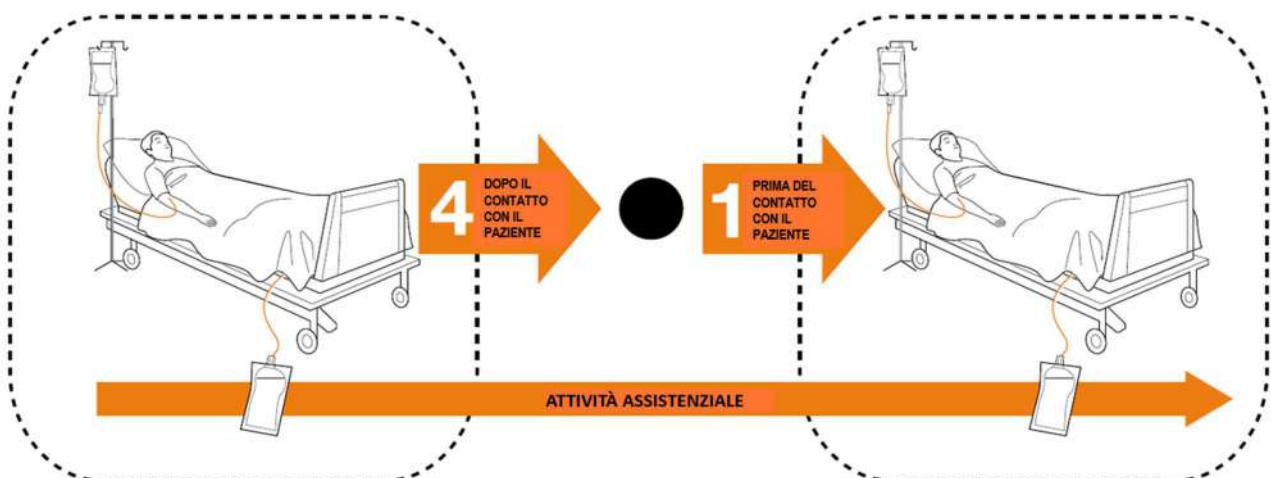 4
DOPO IL
CONTATTO
CON IL
PAZIENTE
1
PRIMA DEL
CONTATTO
CON IL
PAZIENTE
ATTIVITÀ ASSISTENZIALE